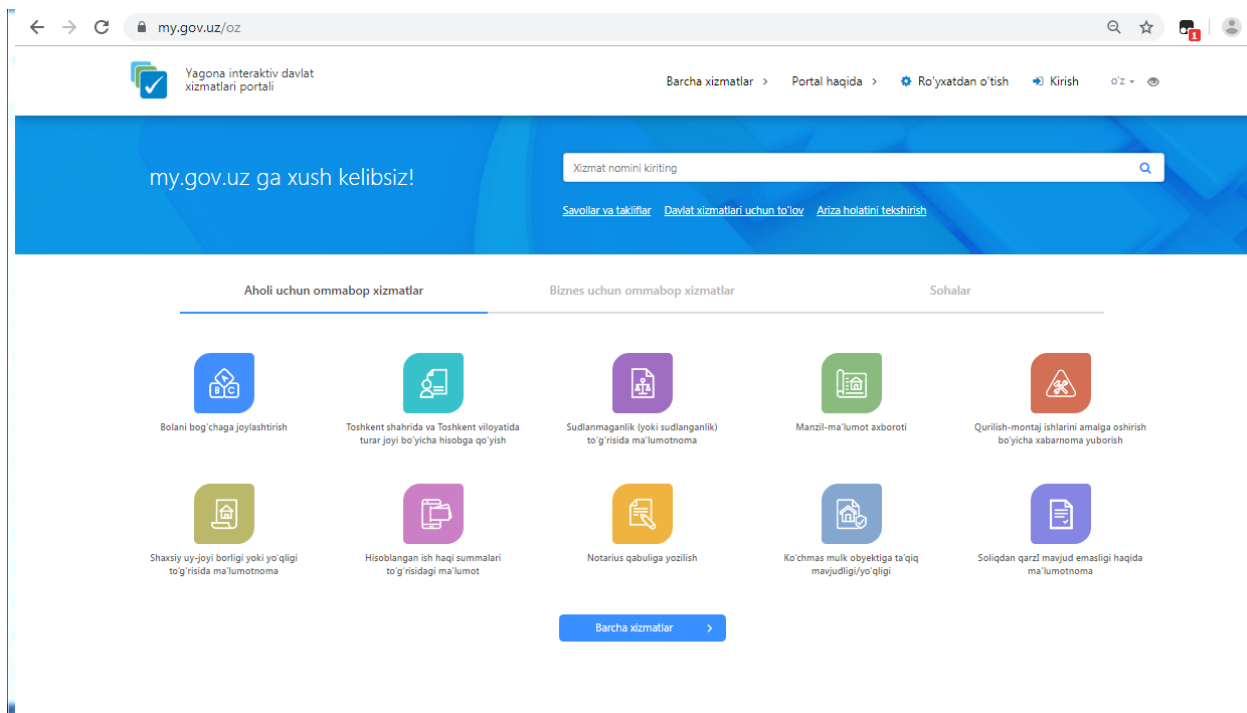 my.gov.uz/oz
1
Yagona interaktiv davlat
xizmatlari portali
Barcha xizmatlar > Portal haqida > Ro'yxatdan o'tish Kirish o'z
my.gov.uz ga xush kelibsiz!
Xizmat nomini kiriting
Savollar va takliflar Davlat xizmatlari uchun to'lov Ariza holatini tekshirish
Aholi uchun ommabop xizmatlar Biznes uchun ommabop xizmatlar Sohalar
B C
Bolani bog'chaga joylashtirish
Toshkent shahrida va Toshkent viloyatida
turar joyi bo'yicha hisobga qo'yish
Sudlanmaganlik (yoki sudlanganlik)
to'g'risida ma'lumotnoma
Manzil-ma'lumot axboroti
Qurilish-montaj ishlarini amalga oshirish
bo'yicha xabarnoma yuborish
Shaxsiy uy-joyi borligi yoki yo'qligi
to'g'risida ma'lumotnoma
Hisoblangan ish haqi summalari
to'g'risidagi ma'lumot
Notarius qabuliga yozilish
Ko'chmas mulk obyektiga ta'qiq
mavjudligi/yo'qligi
Soliqdan qarzI mavjud emasligi haqida
ma'lumotnoma
Barcha xizmatlar >